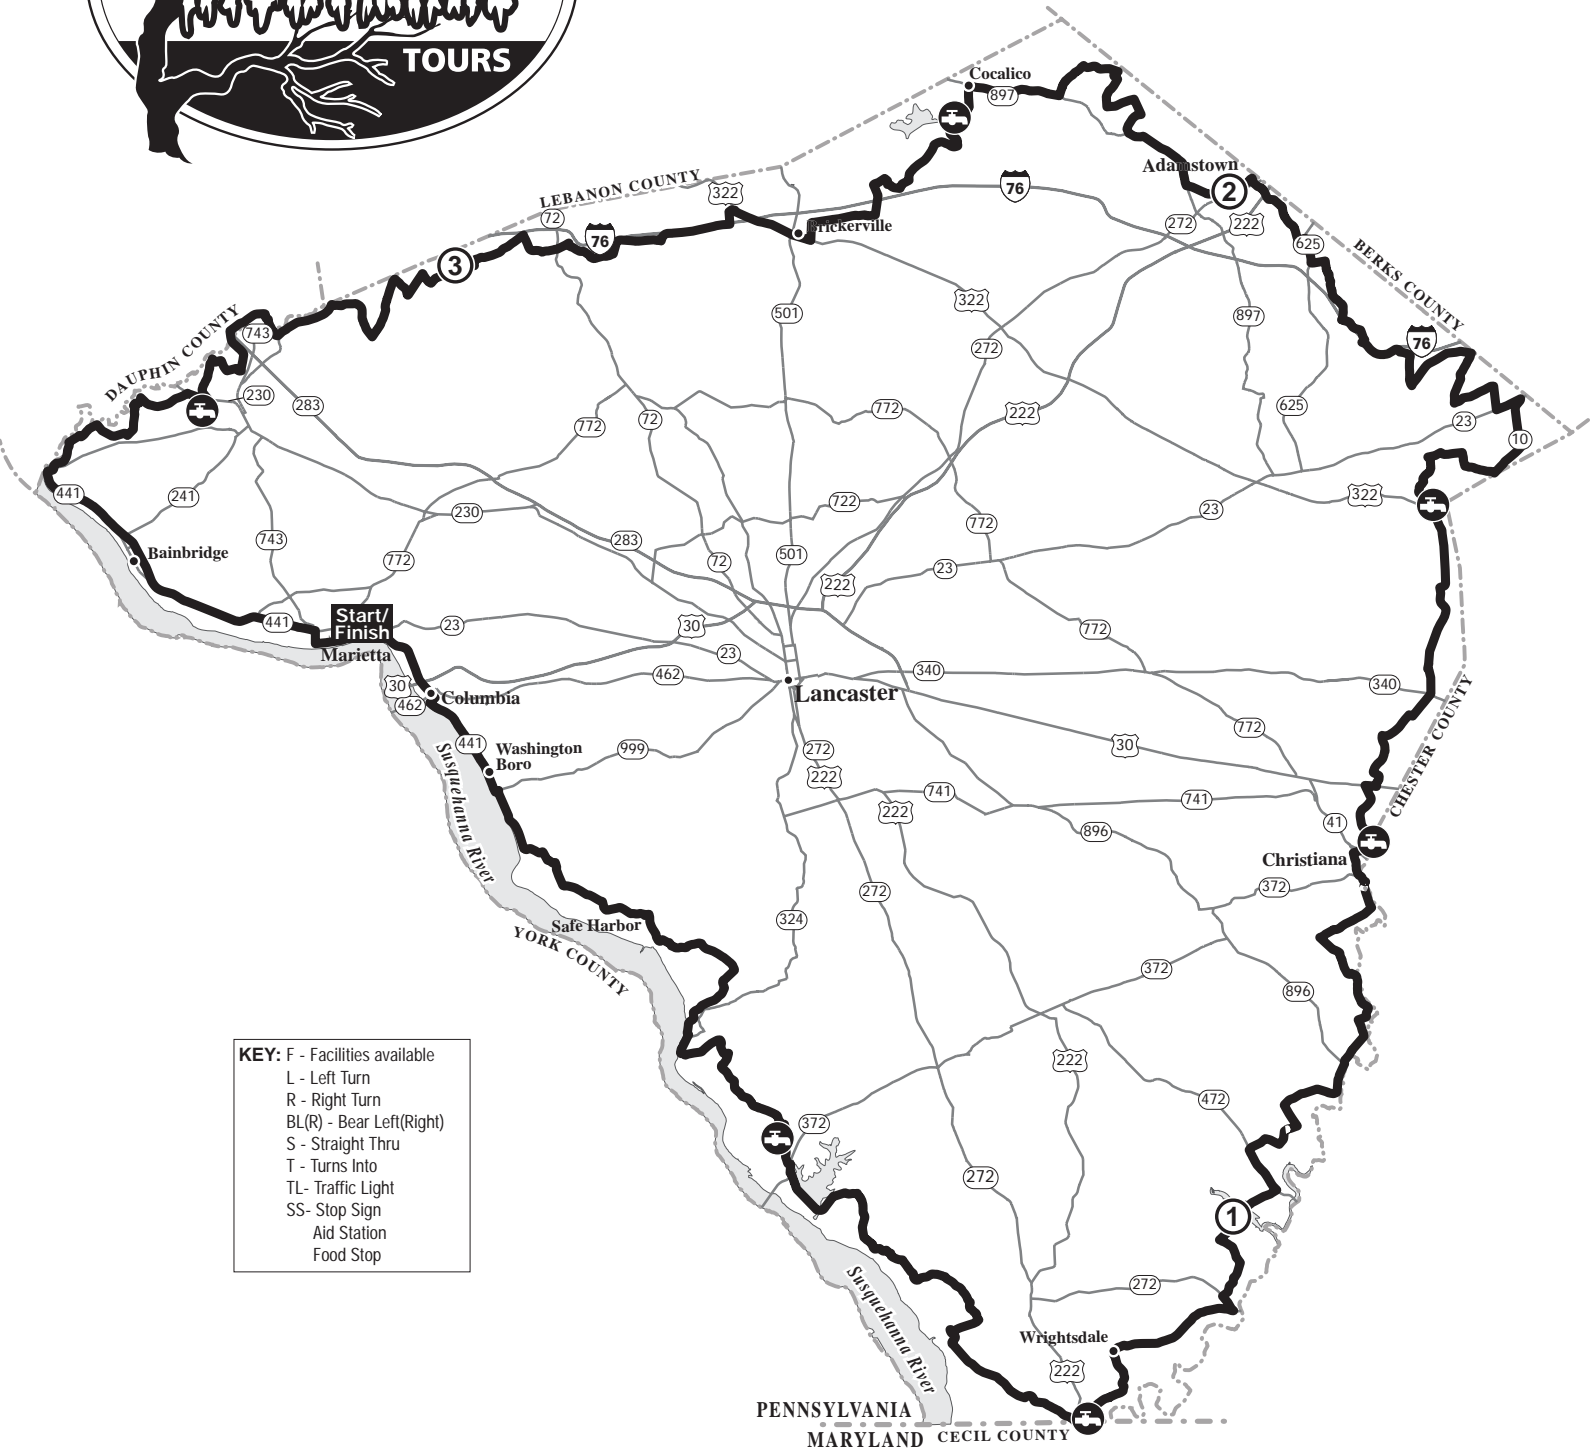 TOURS
Cocalico
897
Adamstown
2
LEBANON COUNTY
322
76
72
76
Brickerville
272
222
625
BERKS COUNTY
3
322
501
897
272
76
DAUPHIN COUNTY
743
230
283
772
72
772
222
625
23
10
441
241
230
722
322
23
772
743
283
501
Bainbridge
772
72
23
222
441
Start/
Finish
23
30
772
Marietta
23
462
340
340
30
462
Columbia
Lancaster
CHESTER COUNTY
772
441
Washington
Boro
999
272
222
30
Susquehanna River
741
741
222
896
41
Christiana
372
272
324
Safe Harbor
YORK COUNTY
372
896
KEY: F - Facilities available
L - Left Turn
R - Right Turn
BL(R) - Bear Left(Right)
S - Straight Thru
T - Turns Into
TL- Traffic Light
SS- Stop Sign
Aid Station
Food Stop
222
472
372
272
1
Susquehanna River
272
Wrightsdale
222
PENNSYLVANIA
MARYLAND
CECIL COUNTY